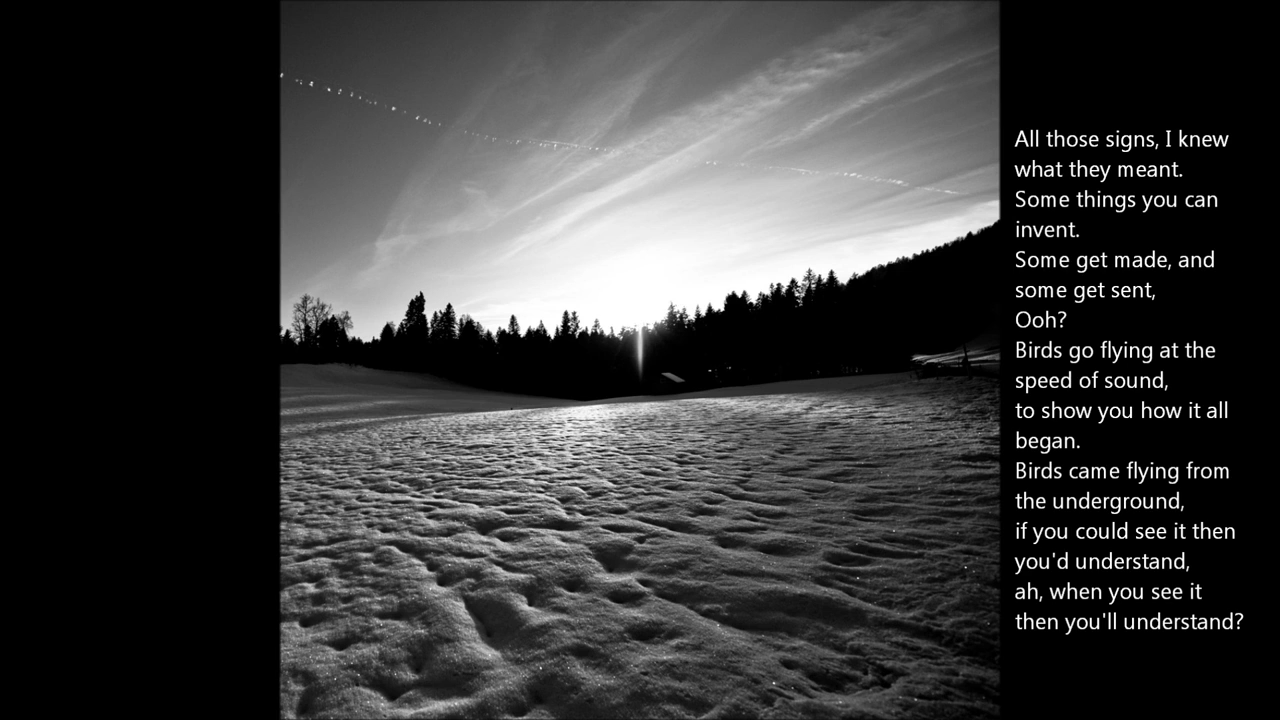 All those signs, I knew
what they meant.
Some things you can
invent.
Some get made, and
some get sent,
Ooh?
Birds go flying at the
speed of sound,
to show you how it all
began.
Birds came flying from
the underground,
if you could see it then
you'd understand,
ah, when you see it
then you'll understand?